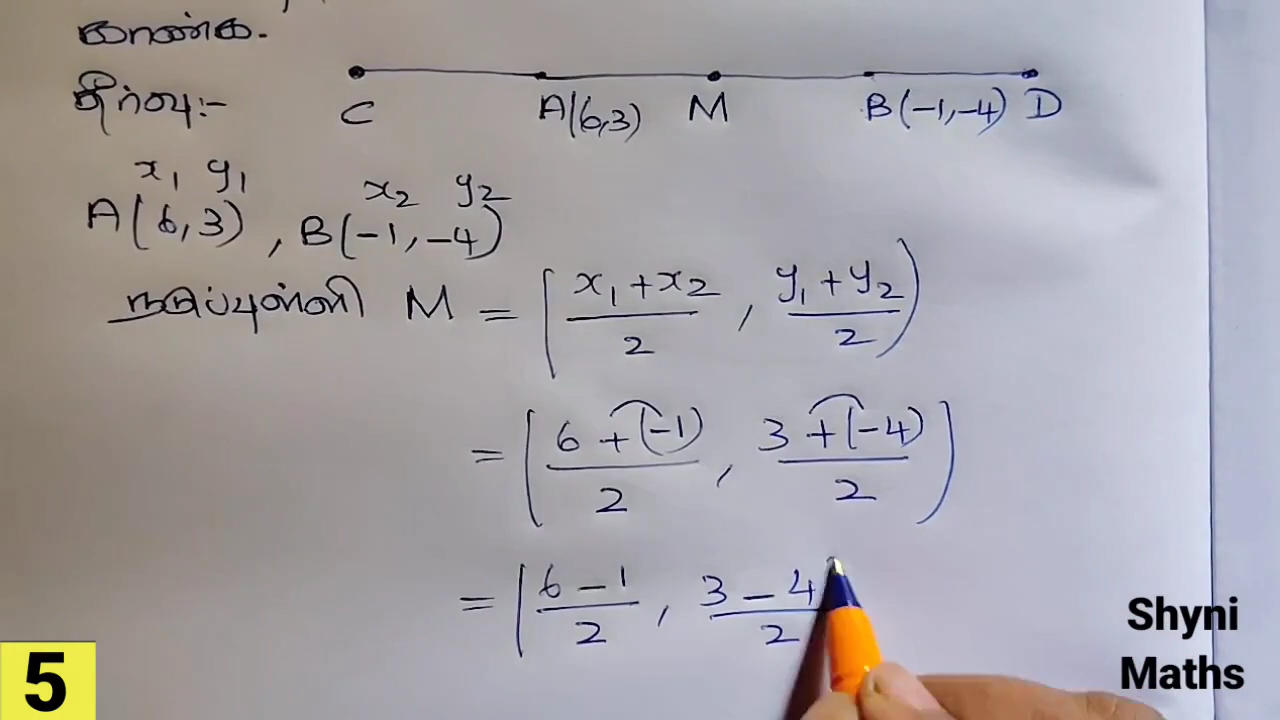 காண்க.
தீர்வு:-
C A(6,3) M B(-1,-4) D
x₁ y₁ x₂ y₂
A(6,3), B(-1,-4)
நடுப்புள்ளி M = (x₁+x₂/2, y₁+y₂/2)
= (6+(-1)/2, 3+(-4)/2)
= (6-1/2, 3-4/2
Shyni
Maths
5